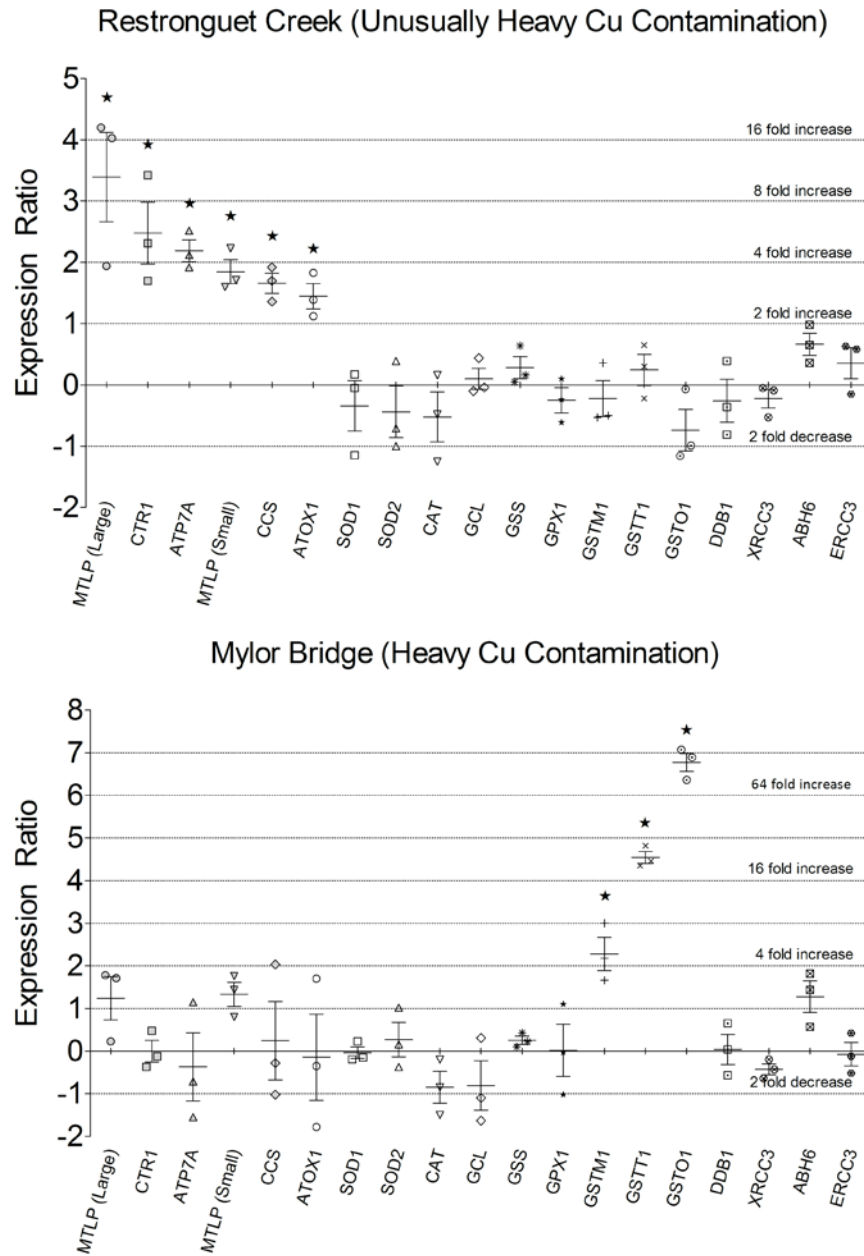 Restronguet Creek (Unusually Heavy Cu Contamination)
Expression Ratio
5
4
3
2
1
0
-1
-2
16 fold increase
8 fold increase
4 fold increase
2 fold increase
2 fold decrease
MTLP (Large)
CTR1
ATP7A
MTLP (Small)
CCS
ATOX1
SOD1
SOD2
CAT
GCL
GSS
GPX1
GSTM1
GSTT1
GSTO1
DDB1
XRCC3
ABH6
ERCC3
Mylor Bridge (Heavy Cu Contamination)
Expression Ratio
8
7
6
5
4
3
2
1
0
-1
-2
64 fold increase
16 fold increase
4 fold increase
2 fold decrease
MTLP (Large)
CTR1
ATP7A
MTLP (Small)
CCS
ATOX1
SOD1
SOD2
CAT
GCL
GSS
GPX1
GSTM1
GSTT1
GSTO1
DDB1
XRCC3
ABH6
ERCC3